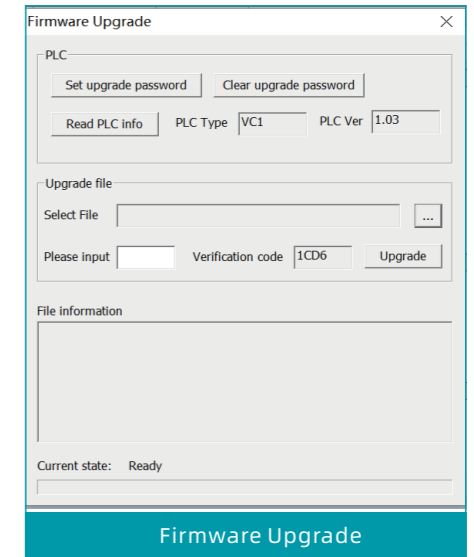 Firmware Upgrade
PLC
Set upgrade password Clear upgrade password
Read PLC info PLC Type VC1 PLC Ver 1.03
Upgrade file
Select File ...
Please input Verification code 1CD6 Upgrade
File information
Current state: Ready
Firmware Upgrade